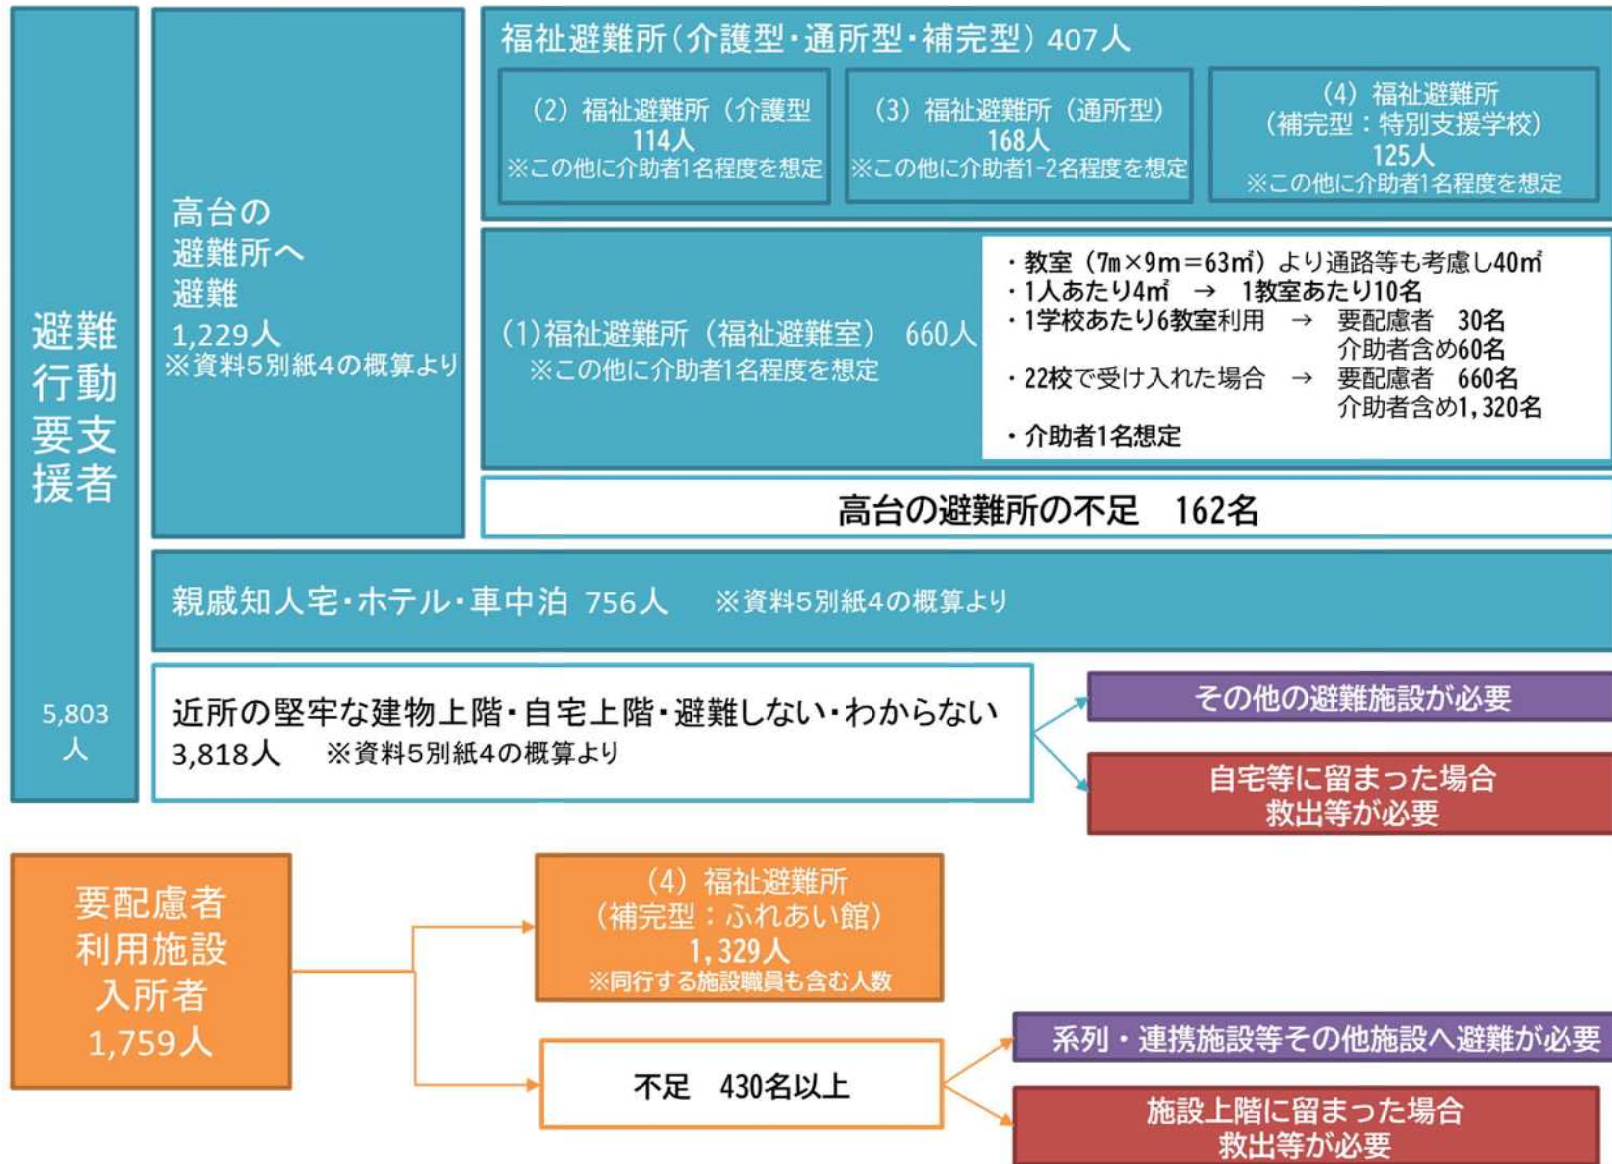 避難
行動
要支
援者
5,803
人
高台の
避難所へ
避難
1,229人
※資料5別紙4の概算より
福祉避難所(介護型・通所型・補完型) 407人
(2) 福祉避難所 (介護型
114人
※この他に介助者1名程度を想定
(3) 福祉避難所 (通所型)
168人
※この他に介助者1-2名程度を想定
(4) 福祉避難所
(補完型:特別支援学校)
125人
※この他に介助者1名程度を想定
(1)福祉避難所 (福祉避難室) 660人
※この他に介助者1名程度を想定
・教室 (7m×9m=63㎡) より通路等も考慮し40㎡
・1人あたり4㎡ → 1教室あたり10名
・1学校あたり6教室利用 → 要配慮者 30名
介助者含め60名
・22校で受け入れた場合 → 要配慮者 660名
介助者含め1,320名
・介助者1名想定
高台の避難所の不足 162名
親戚知人宅・ホテル・車中泊 756人 ※資料5別紙4の概算より
近所の堅牢な建物上階・自宅上階・避難しない・わからない
3,818人 ※資料5別紙4の概算より
その他の避難施設が必要
自宅等に留まった場合
救出等が必要
要配慮者
利用施設
入所者
1,759人
(4) 福祉避難所
(補完型:ふれあい館)
1,329人
※同行する施設職員も含む人数
不足 430名以上
系列・連携施設等その他施設へ避難が必要
施設上階に留まった場合
救出等が必要